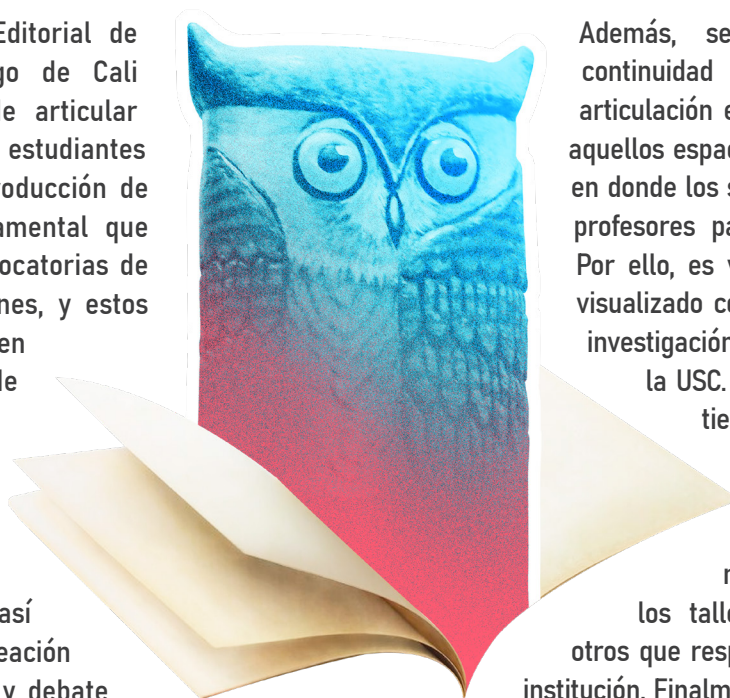 Editorial de
go de Cali
de articular
estudiantes
roducción de
amental que
vocatorias de
nes, y estos
en
de
así
eación
y debate
Además, se
continuidad
articulación e
aquellos espac
en donde los s
profesores pa
Por ello, es v
visualizado co
investigación
la USC.
tie
los talle
otros que resp
institución. Finalm